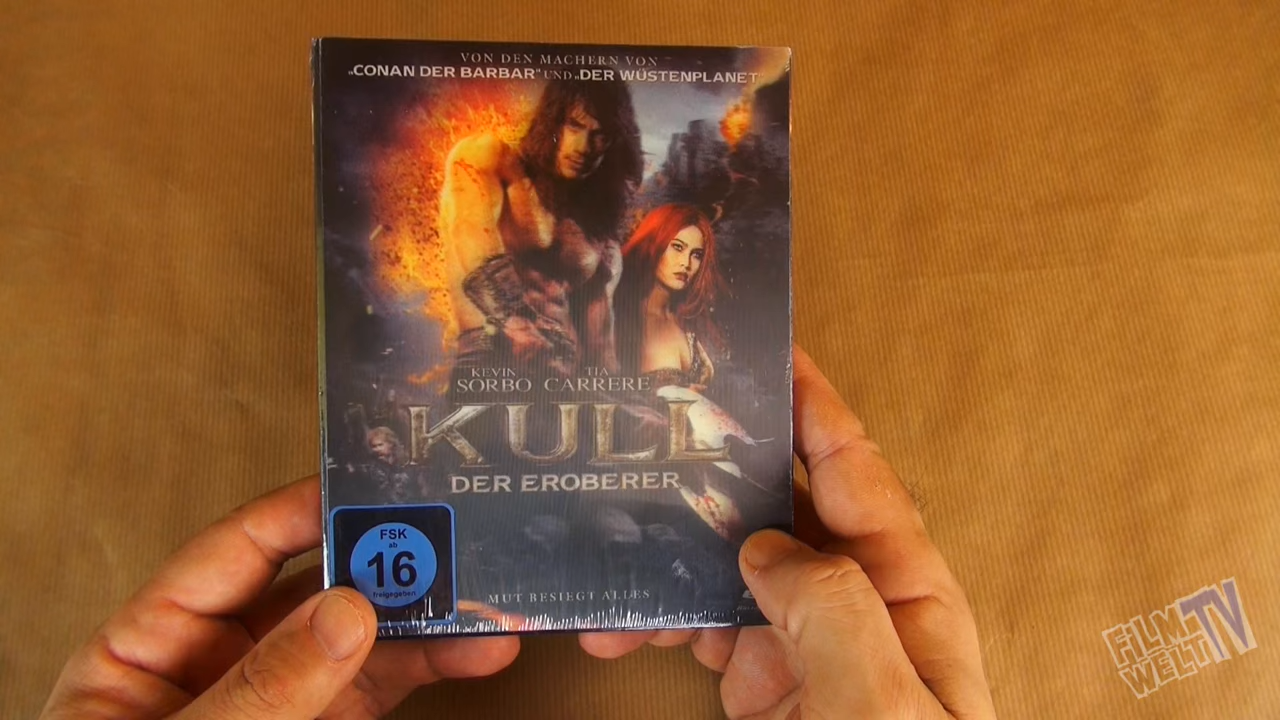 VON DEN MACHERN VON
„CONAN DER BARBAR“ UND „DER WÜSTENPLANET“
KEVIN TIA
SORBO CARRERE
KULL
DER EROBERER
FSK
ab
16
freigegeben
MUT BESIEGT ALLES
FILM
WELT TV